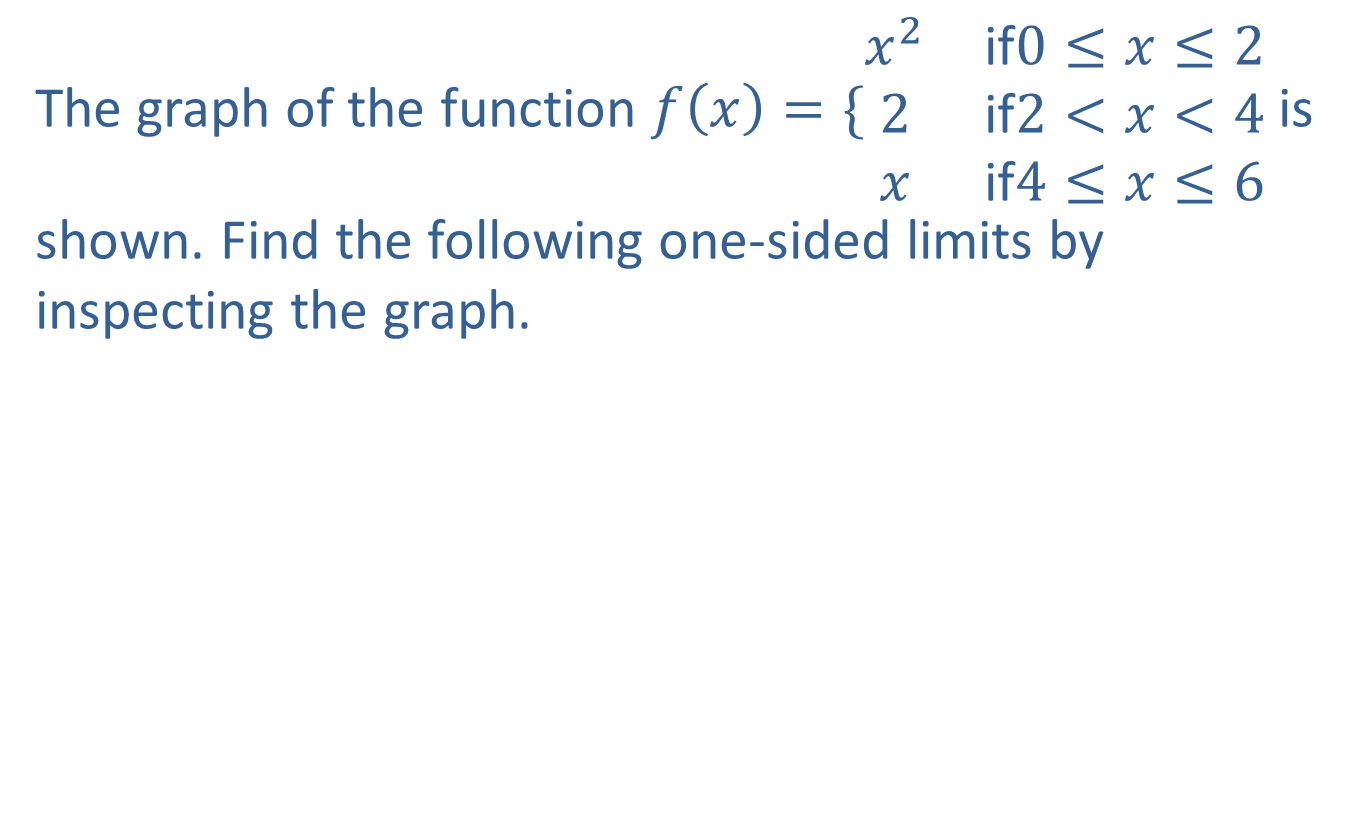 x² if0 ≤ x ≤ 2
The graph of the function f(x) = { 2 if2 < x < 4 is
x if4 ≤ x ≤ 6
shown. Find the following one-sided limits by
inspecting the graph.